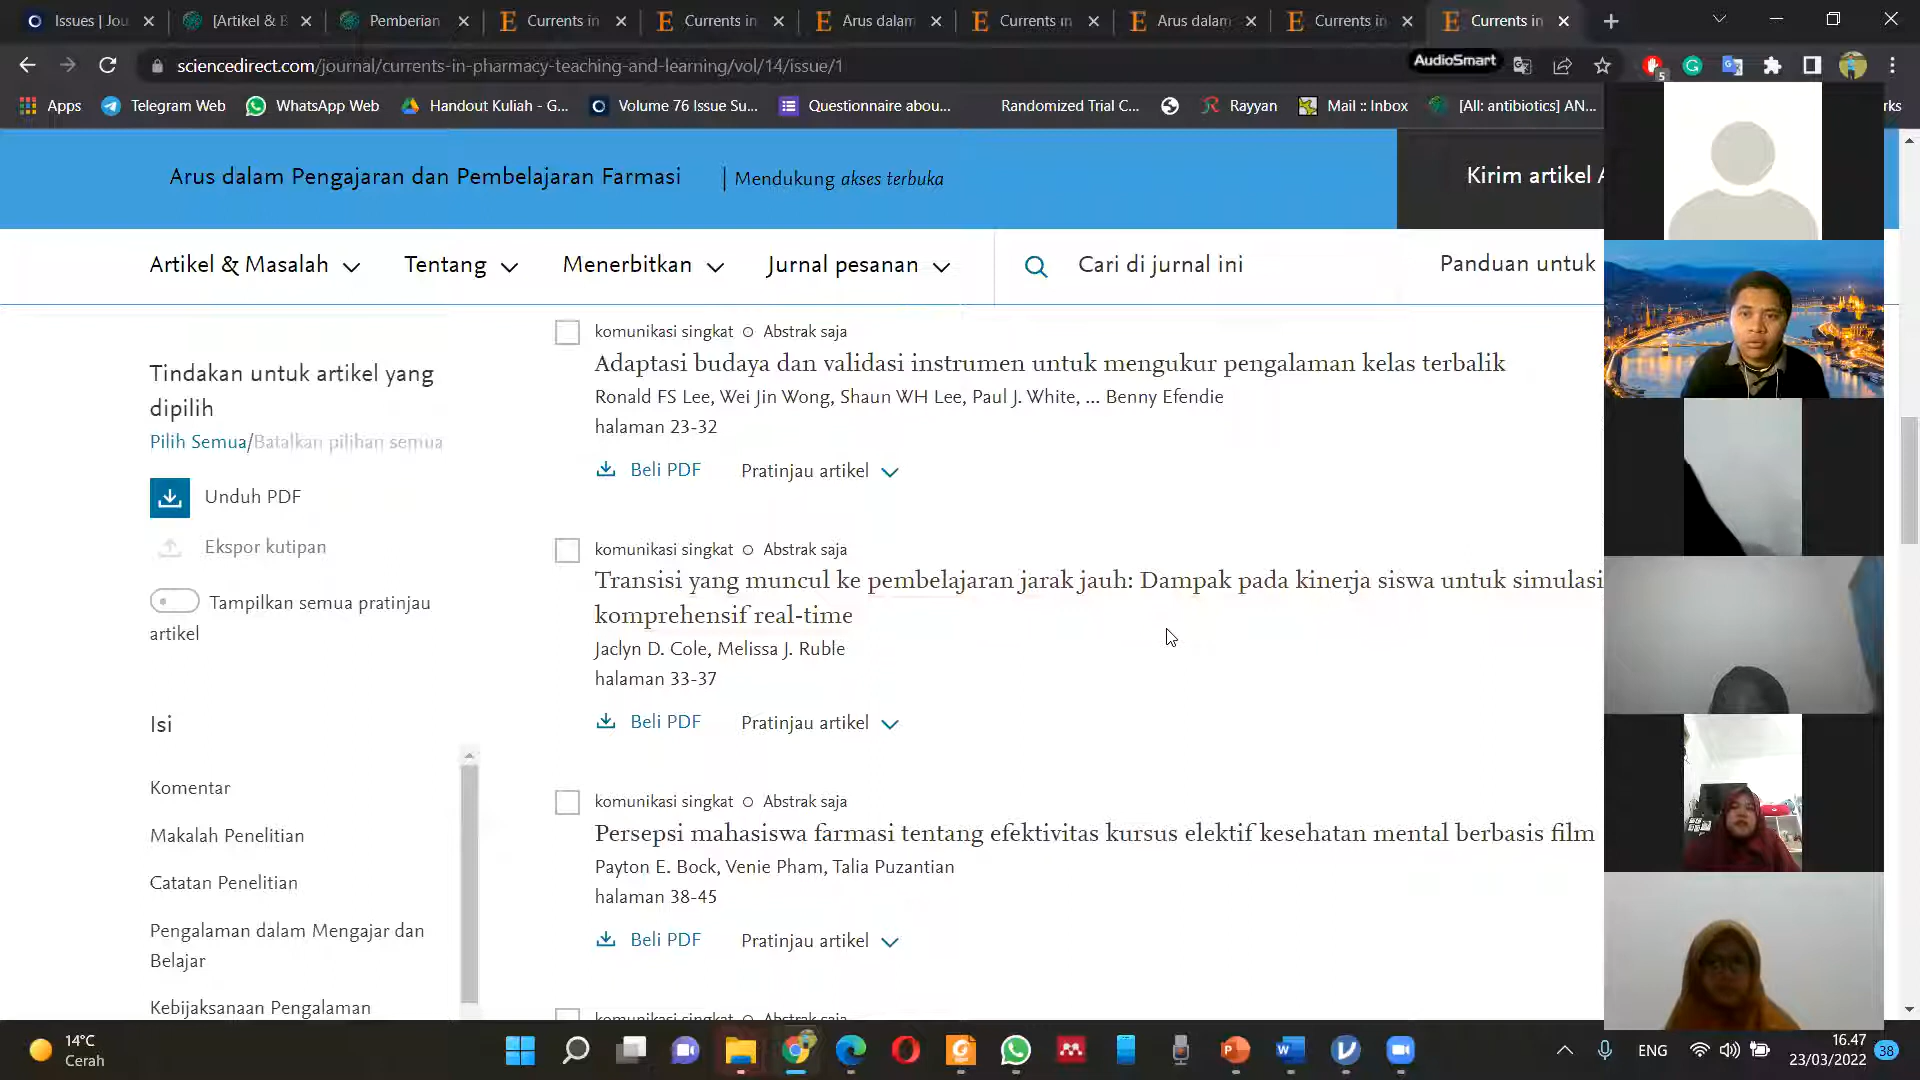 Issues | Jou
[Artikel & B
Pemberian
Currents in
Currents in
Arus dalam
Currents in
Arus dalam
Currents in
Currents in
sciencedirect.com/journal/currents-in-pharmacy-teaching-and-learning/vol/14/issue/1
AudioSmart
5
Apps
Telegram Web
WhatsApp Web
Handout Kuliah - G...
Volume 76 Issue Su...
Questionnaire abou...
Randomized Trial C...
Rayyan
Mail :: Inbox
[All: antibiotics] AN...
rks
Arus dalam Pengajaran dan Pembelajaran Farmasi
| Mendukung akses terbuka
Kirim artikel A
Artikel & Masalah
Tentang
Menerbitkan
Jurnal pesanan
Cari di jurnal ini
Panduan untuk
Tindakan untuk artikel yang
dipilih
Pilih Semua/Batalkan pilihan semua
Unduh PDF
Ekspor kutipan
Tampilkan semua pratinjau
artikel
Isi
Komentar
Makalah Penelitian
Catatan Penelitian
Pengalaman dalam Mengajar dan
Belajar
Kebijaksanaan Pengalaman
komunikasi singkat ○ Abstrak saja
Adaptasi budaya dan validasi instrumen untuk mengukur pengalaman kelas terbalik
Ronald FS Lee, Wei Jin Wong, Shaun WH Lee, Paul J. White, ... Benny Efendie
halaman 23-32
Beli PDF
Pratinjau artikel
komunikasi singkat ○ Abstrak saja
Transisi yang muncul ke pembelajaran jarak jauh: Dampak pada kinerja siswa untuk simulasi
komprehensif real-time
Jaclyn D. Cole, Melissa J. Ruble
halaman 33-37
Beli PDF
Pratinjau artikel
komunikasi singkat ○ Abstrak saja
Persepsi mahasiswa farmasi tentang efektivitas kursus elektif kesehatan mental berbasis film
Payton E. Bock, Venie Pham, Talia Puzantian
halaman 38-45
Beli PDF
Pratinjau artikel
komunikasi singkat ○ Abstrak saja
14°C
Cerah
ENG
16.47
23/03/2022
38